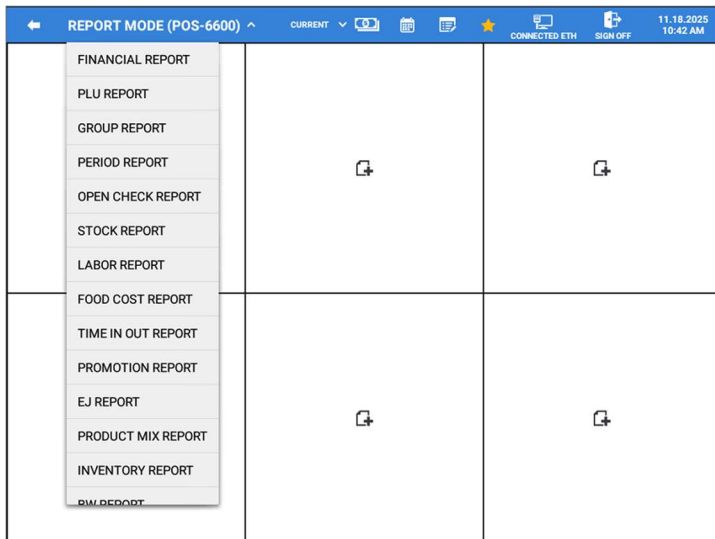 REPORT MODE (POS-6600)
CURRENT
CONNECTED ETH
SIGN OFF
11.18.2025
10:42 AM
FINANCIAL REPORT
PLU REPORT
GROUP REPORT
PERIOD REPORT
OPEN CHECK REPORT
STOCK REPORT
LABOR REPORT
FOOD COST REPORT
TIME IN OUT REPORT
PROMOTION REPORT
EJ REPORT
PRODUCT MIX REPORT
INVENTORY REPORT
REPORT